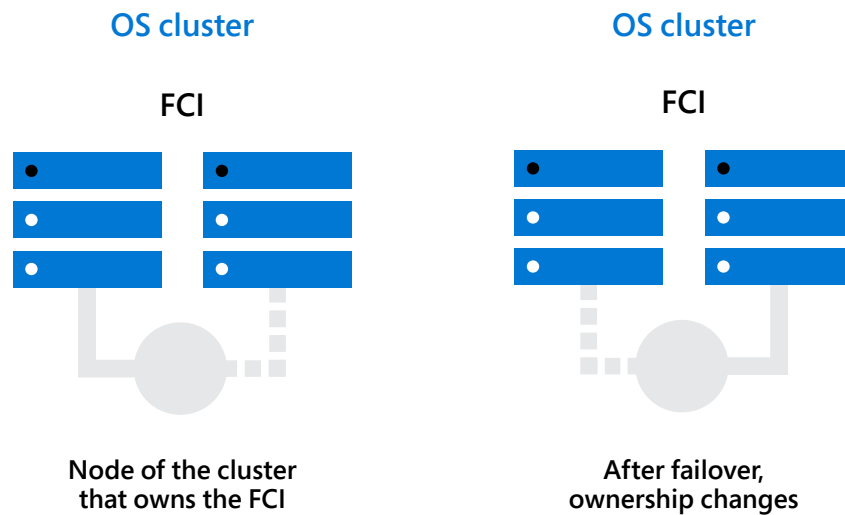 OS cluster
FCI
Node of the cluster
that owns the FCI
OS cluster
FCI
After failover,
ownership changes